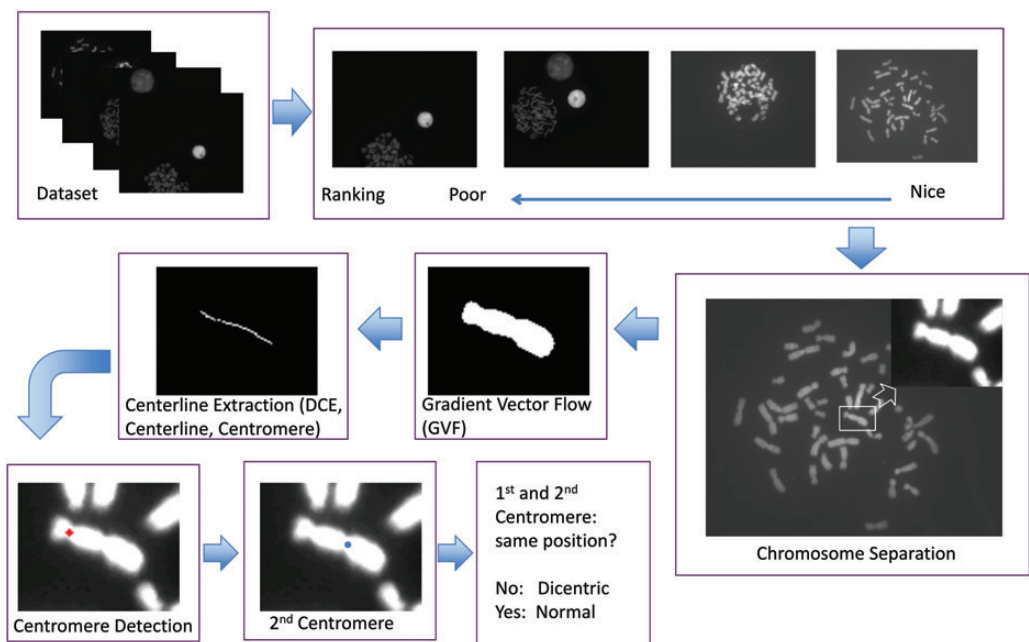 Dataset
Ranking
Poor
Nice
Chromosome Separation
Gradient Vector Flow
(GVF)
Centerline Extraction (DCE,
Centerline, Centromere)
Centromere Detection
2nd Centromere
1st and 2nd
Centromere:
same position?
No: Dicentric
Yes: Normal